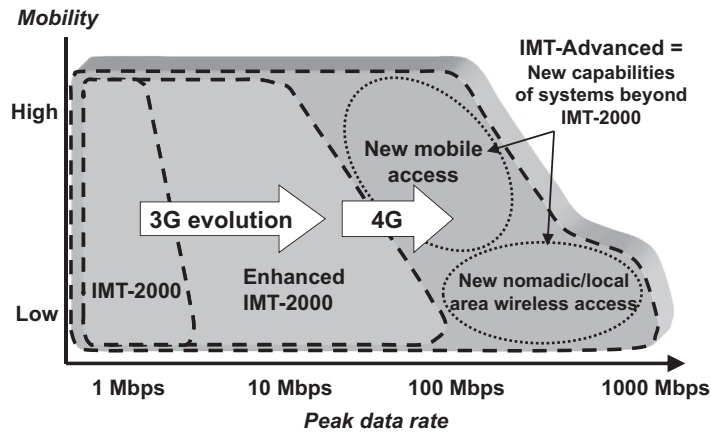 Mobility
IMT-Advanced =
New capabilities
of systems beyond
IMT-2000
High
New mobile
access
3G evolution
4G
IMT-2000
Enhanced
IMT-2000
New nomadic/local
area wireless access
Low
1 Mbps
10 Mbps
100 Mbps
1000 Mbps
Peak data rate